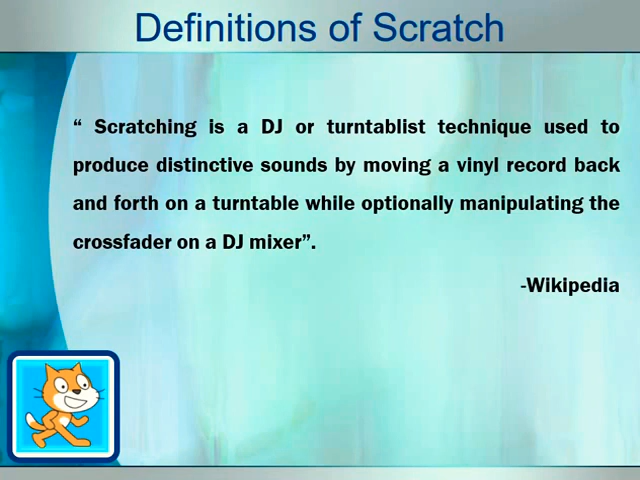 Definitions of Scratch
“ Scratching is a DJ or turntablist technique used to
produce distinctive sounds by moving a vinyl record back
and forth on a turntable while optionally manipulating the
crossfader on a DJ mixer”.
-Wikipedia